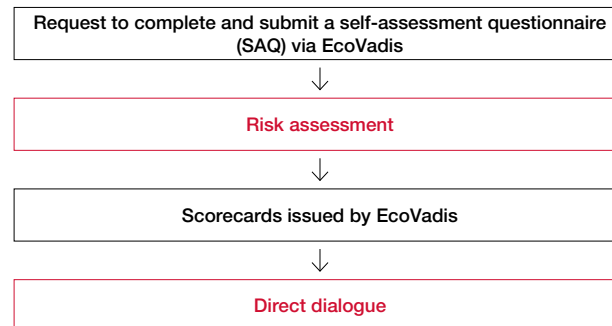 Request to complete and submit a self-assessment questionnaire
(SAQ) via EcoVadis
Risk assessment
Scorecards issued by EcoVadis
Direct dialogue